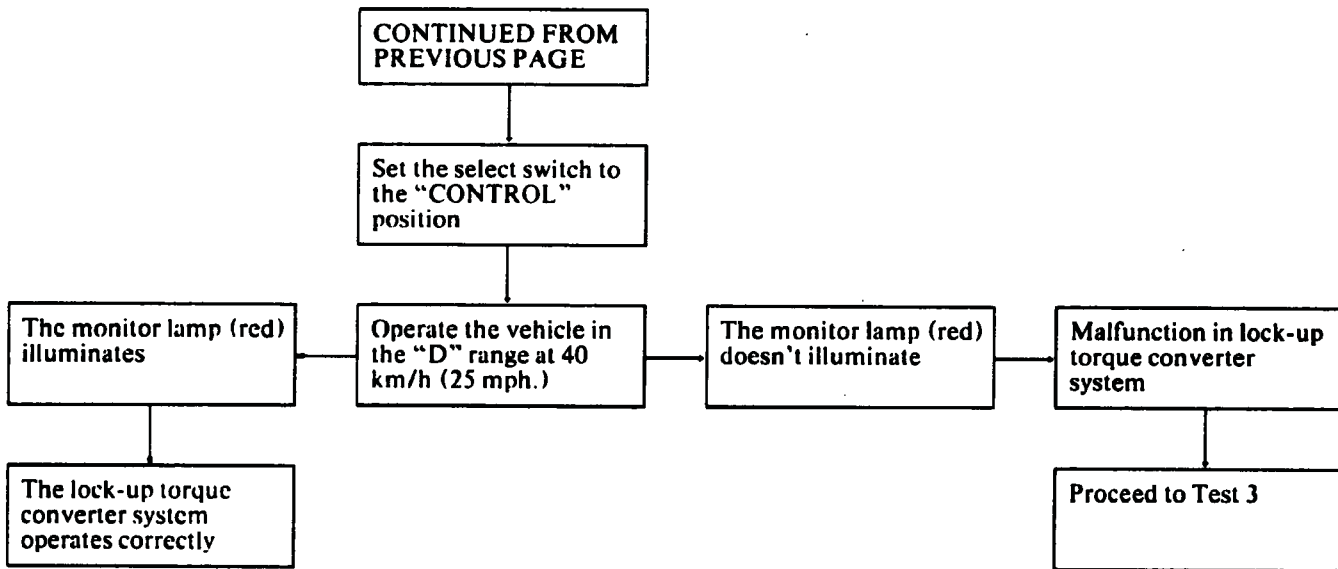 CONTINUED FROM
PREVIOUS PAGE
Set the select switch to
the “CONTROL”
position
The monitor lamp (red)
illuminates
Operate the vehicle in
the “D” range at 40
km/h (25 mph.)
The monitor lamp (red)
doesn't illuminate
Malfunction in lock-up
torque converter
system
The lock-up torque
converter system
operates correctly
Proceed to Test 3